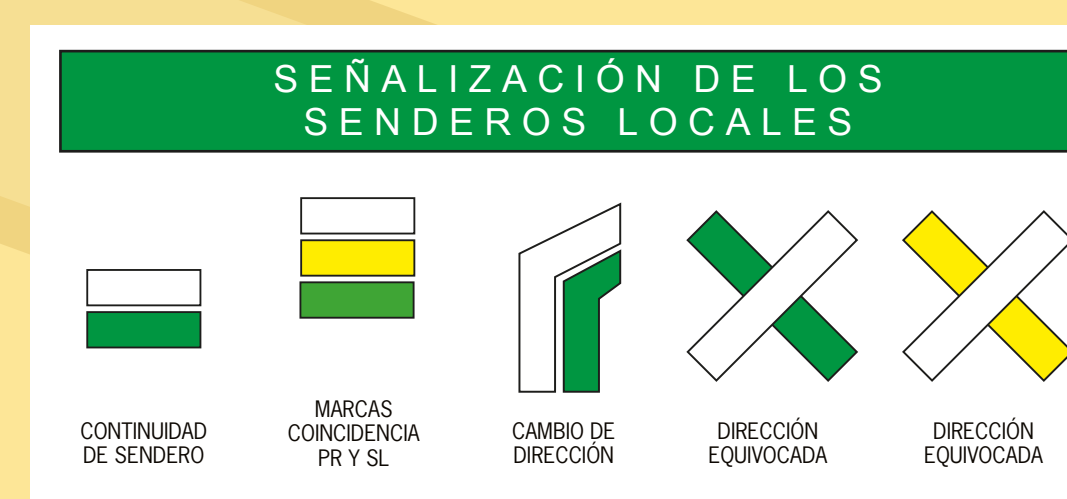 SEÑALIZACIÓN DE LOS
SENDEROS LOCALES
CONTINUIDAD
DE SENDERO
MARCAS
COINCIDENCIA
PR Y SL
CAMBIO DE
DIRECCIÓN
DIRECCIÓN
EQUIVOCADA
DIRECCIÓN
EQUIVOCADA